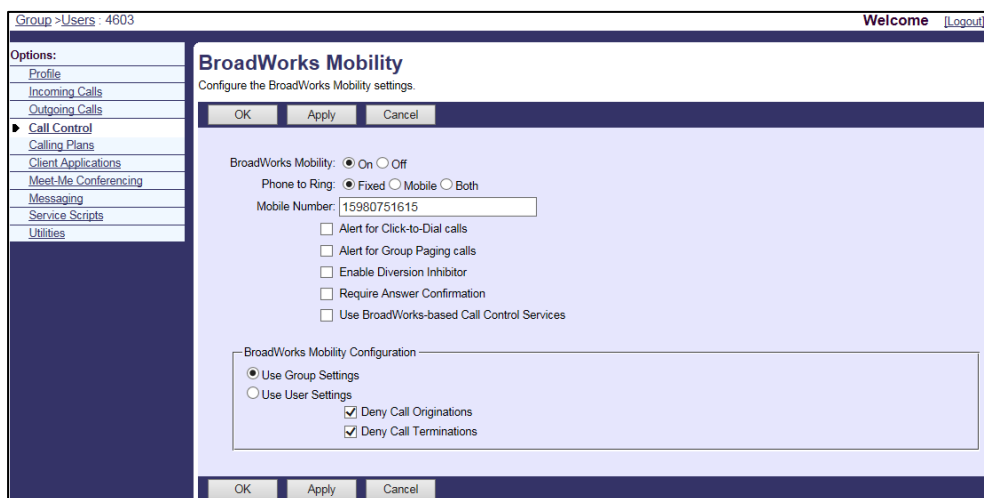 Group >Users : 4603
Welcome [Logout]
Options:
Profile
Incoming Calls
Outgoing Calls
Call Control
Calling Plans
Client Applications
Meet-Me Conferencing
Messaging
Service Scripts
Utilities
BroadWorks Mobility
Configure the BroadWorks Mobility settings.
OK Apply Cancel
BroadWorks Mobility: On Off
Phone to Ring: Fixed Mobile Both
Mobile Number: 15980751615
Alert for Click-to-Dial calls
Alert for Group Paging calls
Enable Diversion Inhibitor
Require Answer Confirmation
Use BroadWorks-based Call Control Services
BroadWorks Mobility Configuration
Use Group Settings
Use User Settings
Deny Call Originations
Deny Call Terminations
OK Apply Cancel